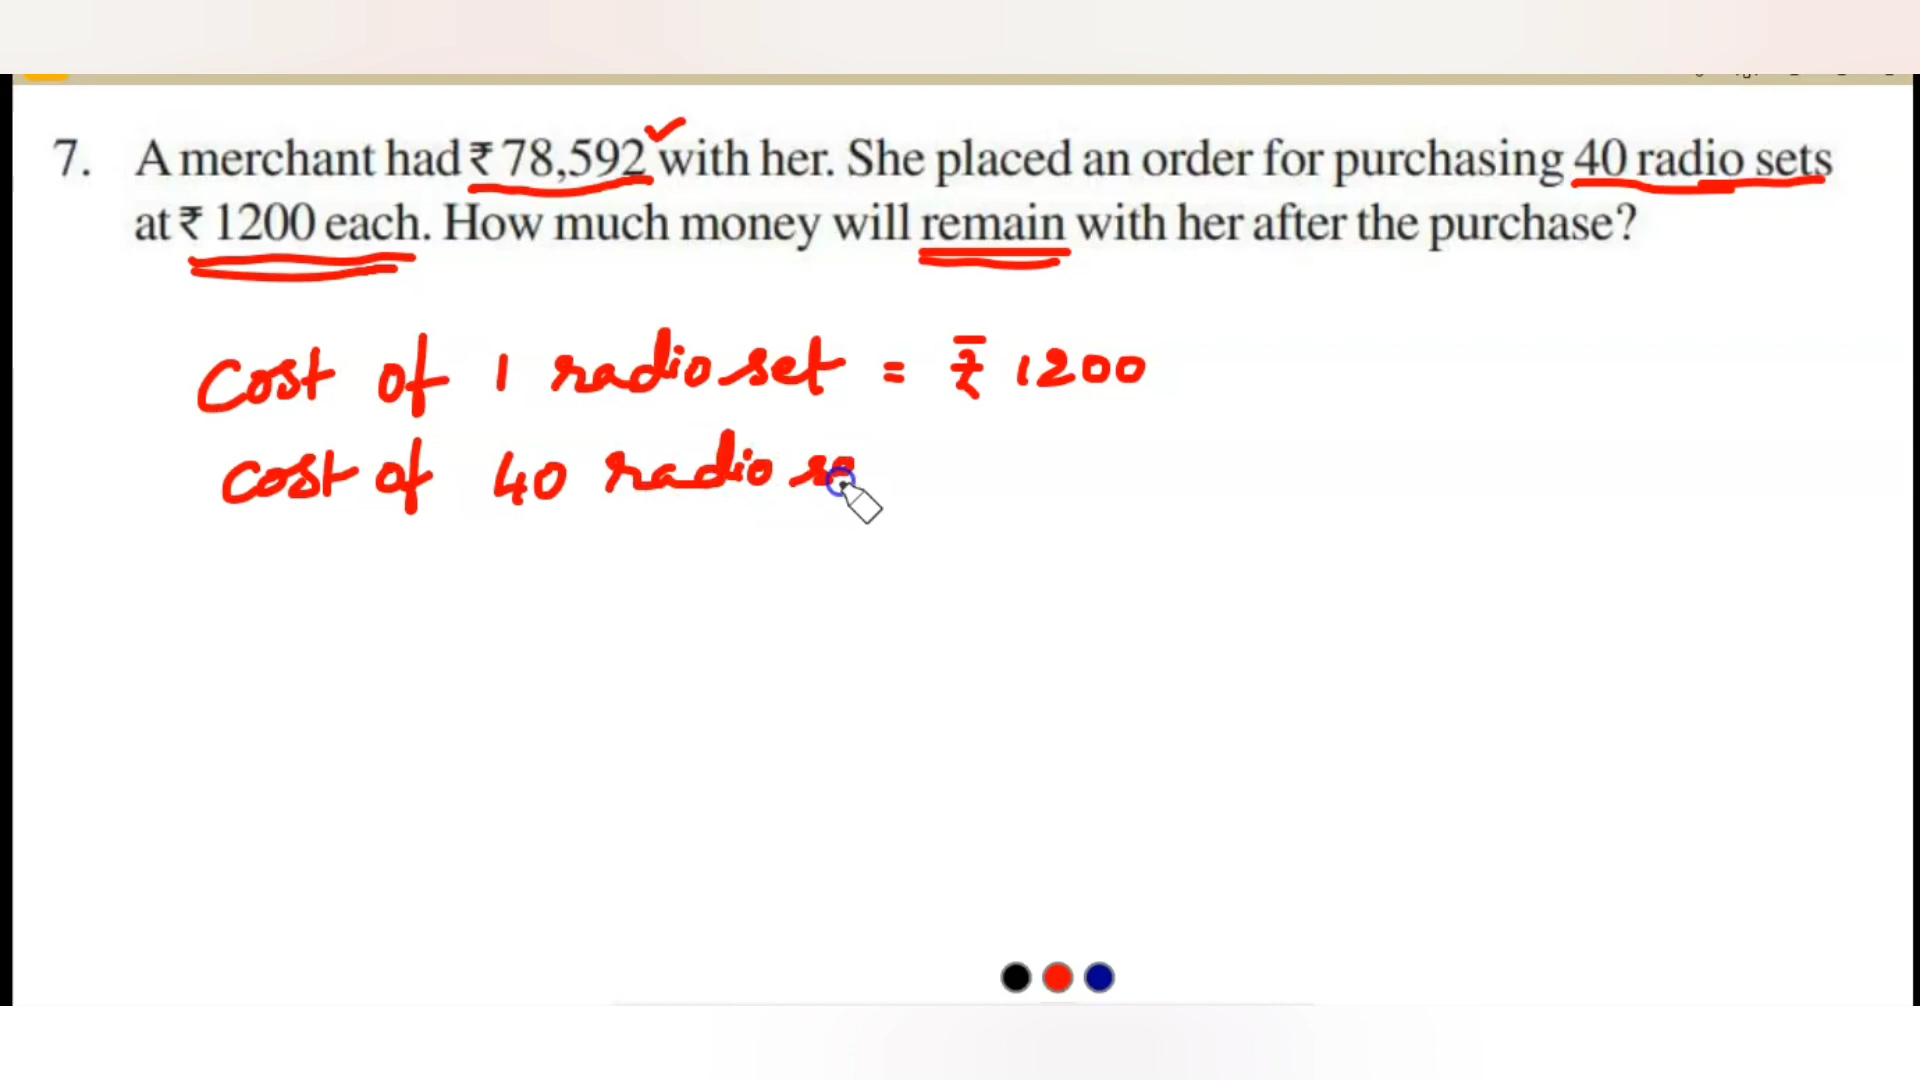 7. A merchant had ₹ 78,592 with her. She placed an order for purchasing 40 radio sets
at ₹ 1200 each. How much money will remain with her after the purchase?
cost of 1 radio set = ₹ 1200
cost of 40 radio